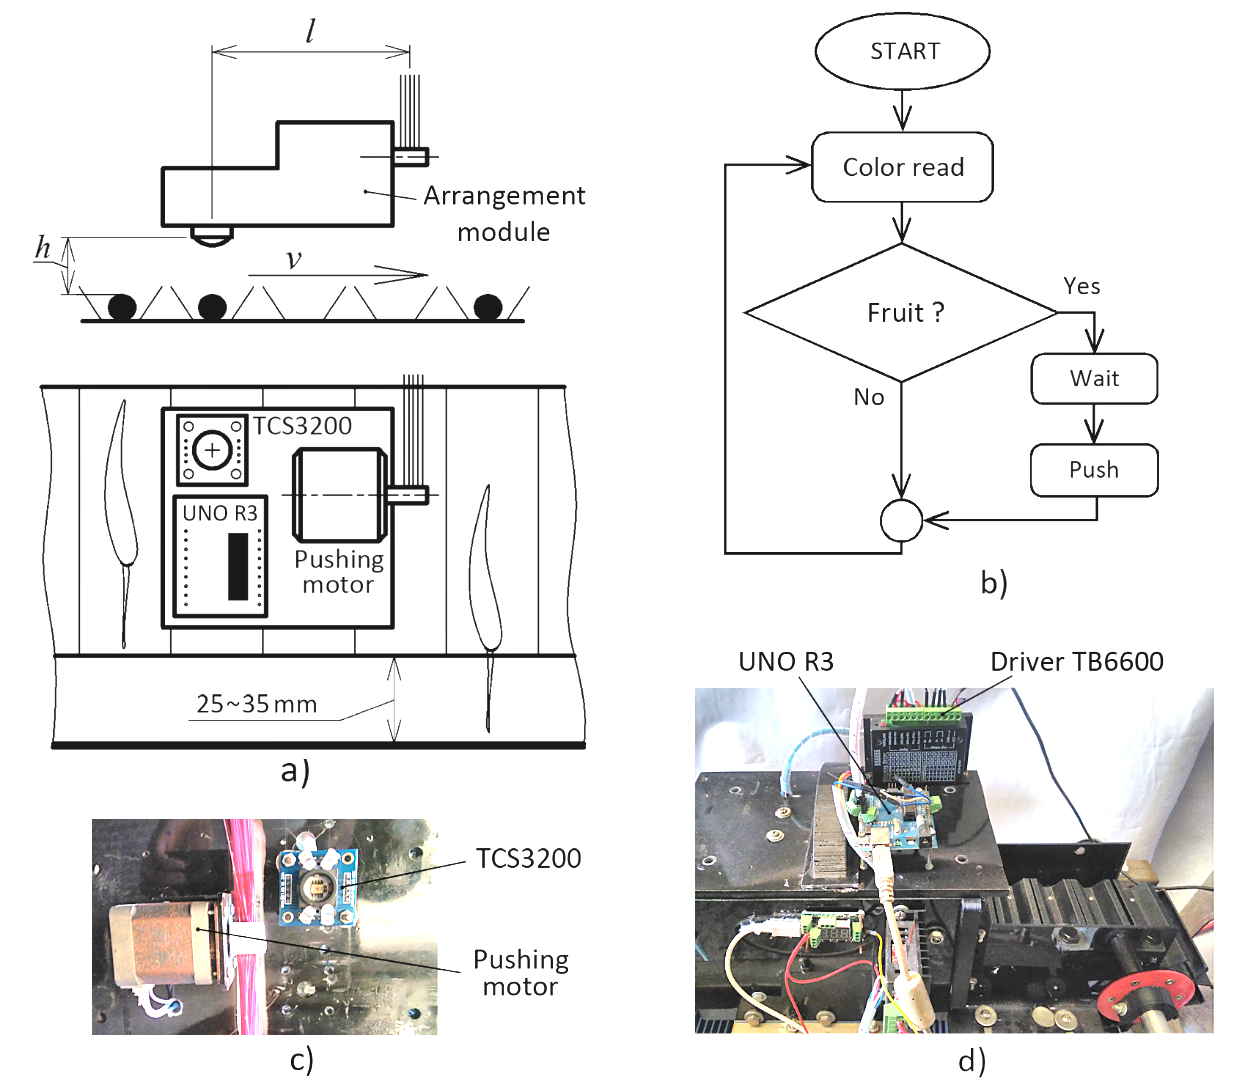 l
Arrangement
module
h
v
TCS3200
UNO R3
Pushing
motor
25~35 mm
a)
START
Color read
Fruit ?
Yes
No
Wait
Push
b)
TCS3200
Pushing
motor
c)
UNO R3
Driver TB6600
d)